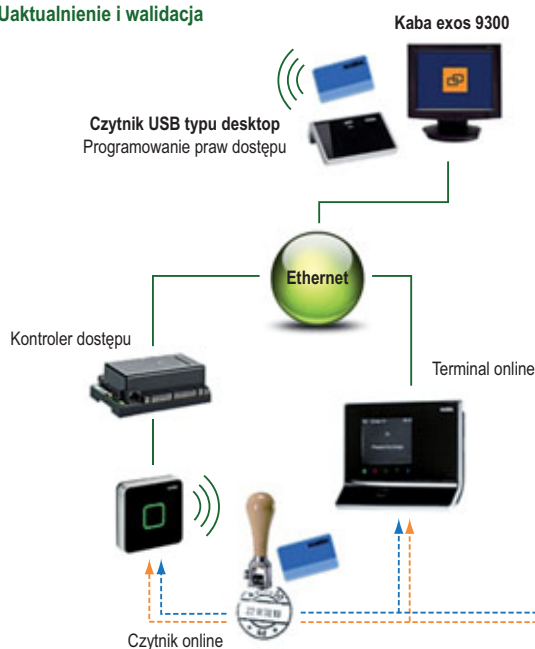 Uaktualnienie i walidacja
Kaba exos 9300
Czytnik USB typu desktop
Programowanie praw dostępu
Ethernet
Kontroler dostępu
Terminal online
Czytnik online